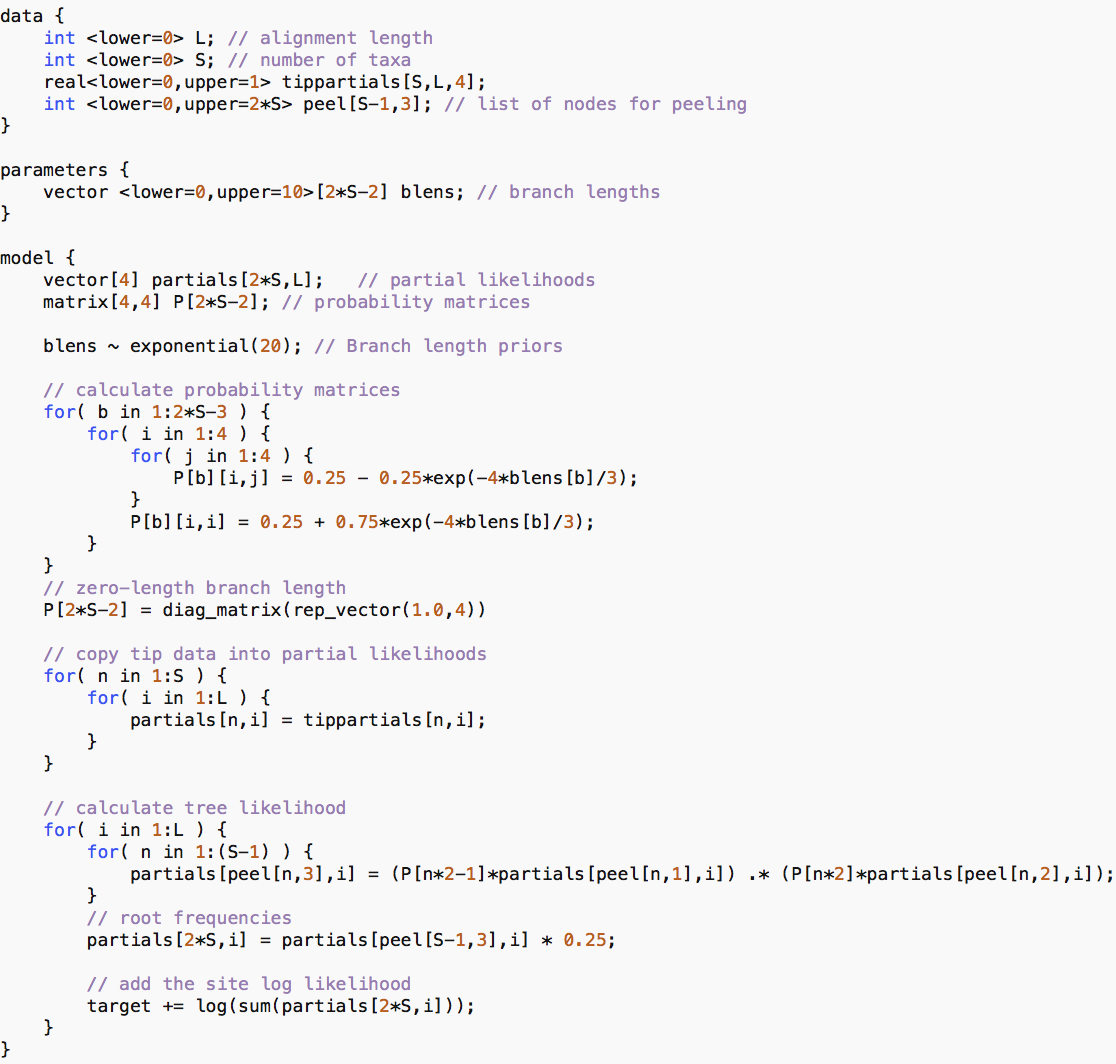 data {
    int <lower=0> L; // alignment length
    int <lower=0> S; // number of taxa
    real<lower=0,upper=1> tippartials[S,L,4];
    int <lower=0,upper=2*S> peel[S-1,3]; // list of nodes for peeling
}

parameters {
    vector <lower=0,upper=10>[2*S-2] blens; // branch lengths
}

model {
    vector[4] partials[2*S,L];   // partial likelihoods
    matrix[4,4] P[2*S-2]; // probability matrices

    blens ~ exponential(20); // Branch length priors

    // calculate probability matrices
    for( b in 1:2*S-3 ) {
        for( i in 1:4 ) {
            for( j in 1:4 ) {
                P[b][i,j] = 0.25 - 0.25*exp(-4*blens[b]/3);
            }
            P[b][i,i] = 0.25 + 0.75*exp(-4*blens[b]/3);
        }
    }
    // zero-length branch length
    P[2*S-2] = diag_matrix(rep_vector(1.0,4))

    // copy tip data into partial likelihoods
    for( n in 1:S ) {
        for( i in 1:L ) {
            partials[n,i] = tippartials[n,i];
        }
    }

    // calculate tree likelihood
    for( i in 1:L ) {
        for( n in 1:(S-1) ) {
            partials[peel[n,3],i] = (P[n*2-1]*partials[peel[n,1],i]) .* (P[n*2]*partials[peel[n,2],i]);
        }
        // root frequencies
        partials[2*S,i] = partials[peel[S-1,3],i] * 0.25;

        // add the site log likelihood
        target += log(sum(partials[2*S,i]));
    }
}